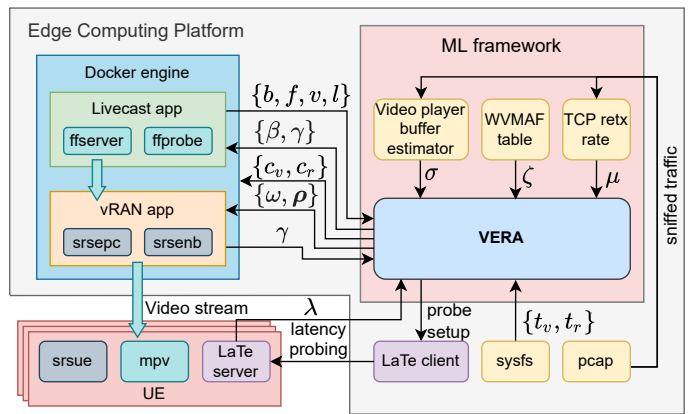 Edge Computing Platform
ML framework
Docker engine
Livecast app
ffserver
ffprobe
{b, f, v, l}
{β, γ}
{c_v, c_r}
{ω, ρ}
γ
vRAN app
srsepc
srsenb
Video player
buffer
estimator
WVMAF
table
TCP retx
rate
σ
ζ
μ
VERA
sniffed traffic
Video stream
λ
latency
probing
probe
setup
{t_v, t_r}
srsue
mpv
LaTe
server
UE
LaTe client
sysfs
pcap